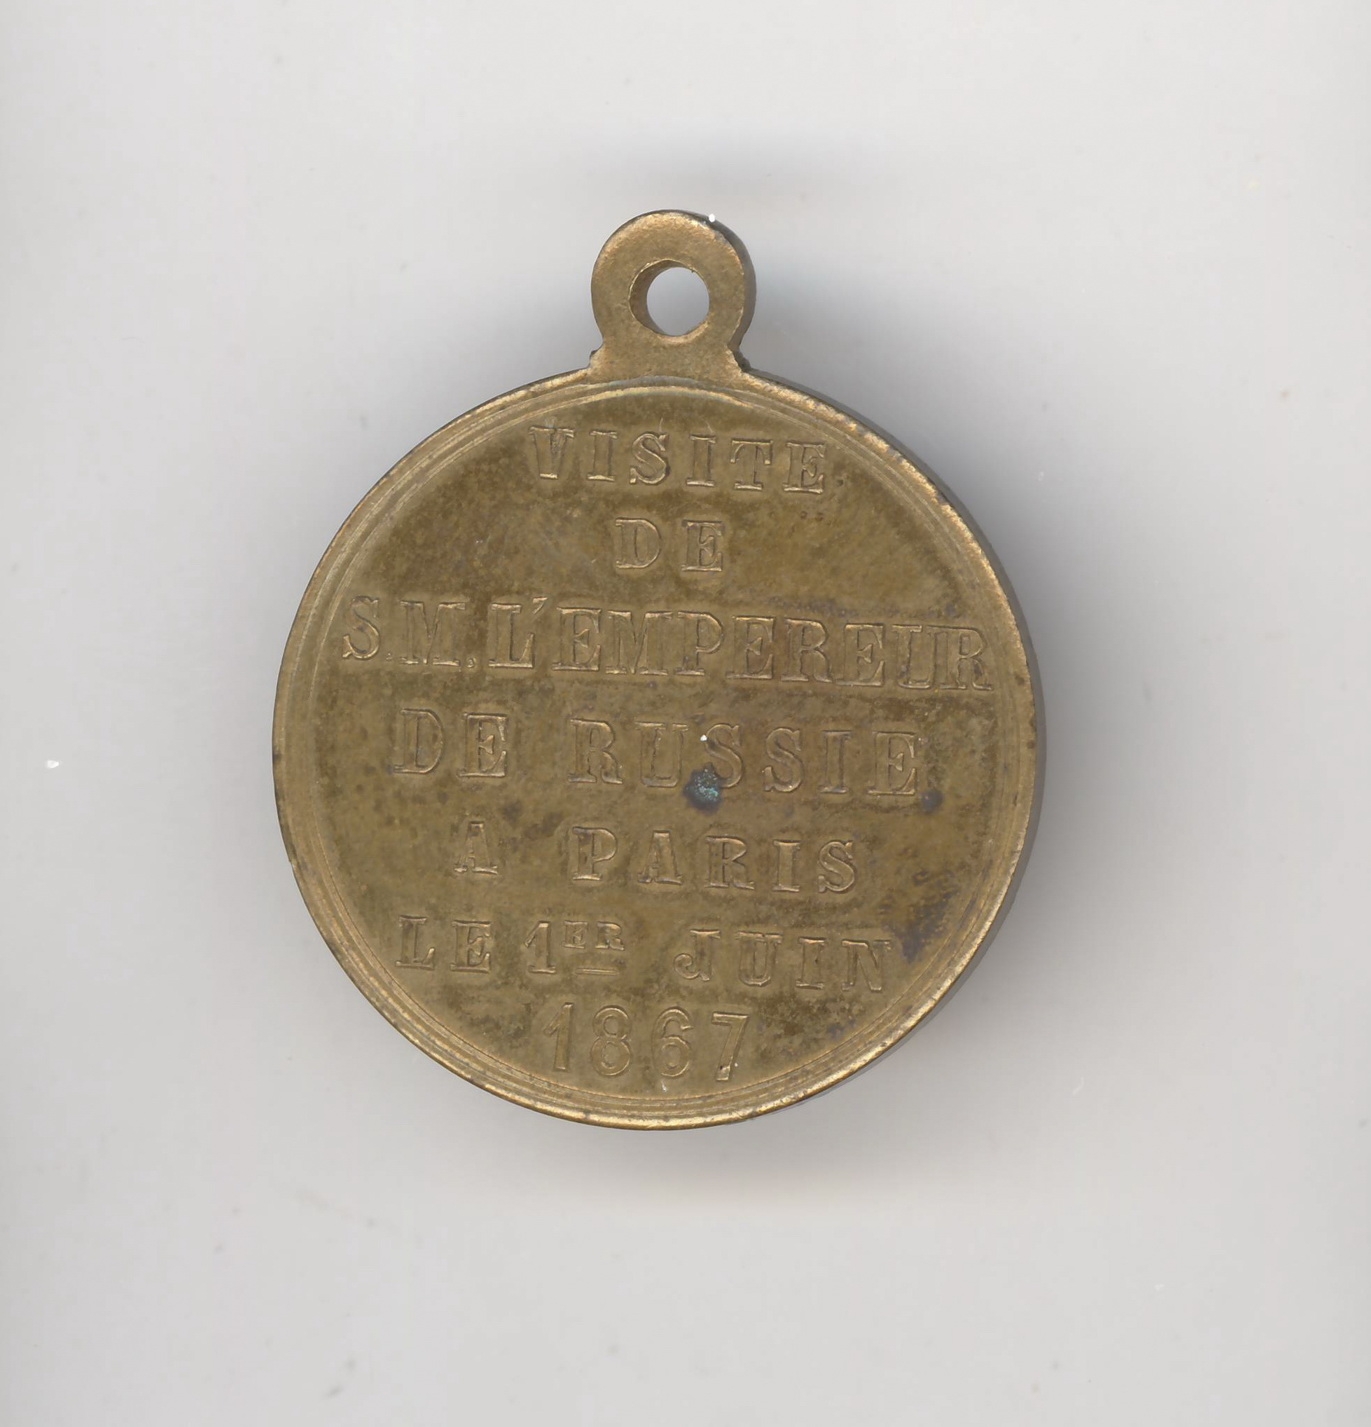 VISITE
DE
S.M.L'EMPEREUR
DE RUSSIE
A PARIS
LE 1ER JUIN
1867